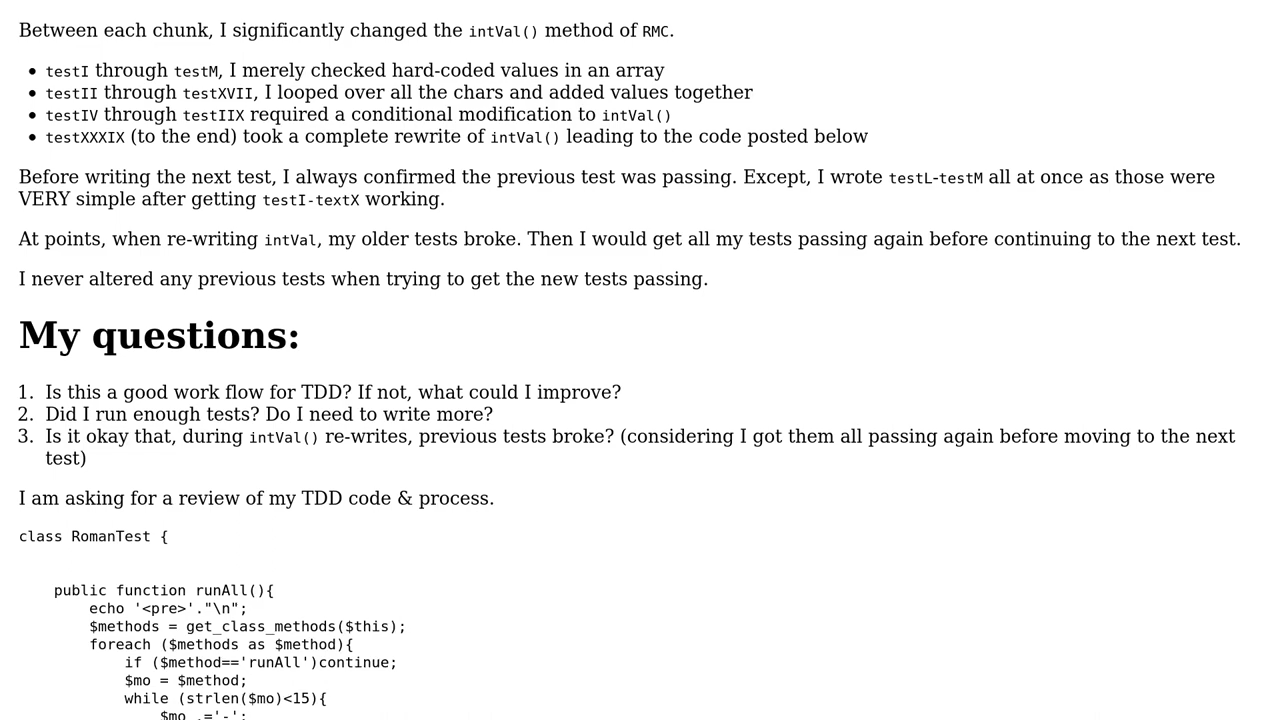 Between each chunk, I significantly changed the intVal() method of RMC.
• testI through testM, I merely checked hard-coded values in an array
• testII through testXVII, I looped over all the chars and added values together
• testIV through testIIX required a conditional modification to intVal()
• testXXXIX (to the end) took a complete rewrite of intVal() leading to the code posted below
Before writing the next test, I always confirmed the previous test was passing. Except, I wrote testL-testM all at once as those were
VERY simple after getting testI-textX working.
At points, when re-writing intVal, my older tests broke. Then I would get all my tests passing again before continuing to the next test.
I never altered any previous tests when trying to get the new tests passing.
My questions:
1. Is this a good work flow for TDD? If not, what could I improve?
2. Did I run enough tests? Do I need to write more?
3. Is it okay that, during intVal() re-writes, previous tests broke? (considering I got them all passing again before moving to the next
test)
I am asking for a review of my TDD code & process.
class RomanTest {
public function runAll(){
echo '<pre>'."\n";
$methods = get_class_methods($this);
foreach ($methods as $method){
if ($method=='runAll')continue;
$mo = $method;
while (strlen($mo)<15){
$mo .='-';